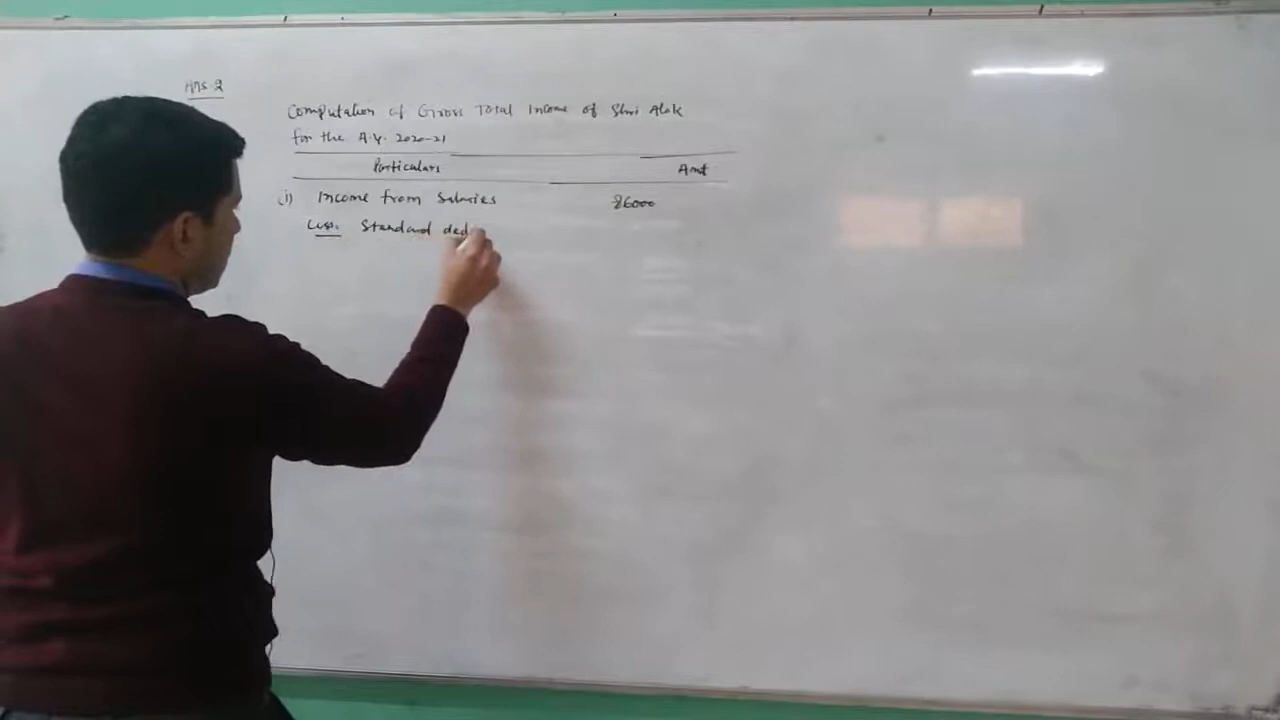 Ans. 2
Computation of Gross Total Income of Shri Alok
for the A.Y. 2020-21
Particulars Amt
(i) Income from Salaries 86000
Less: Standard ded